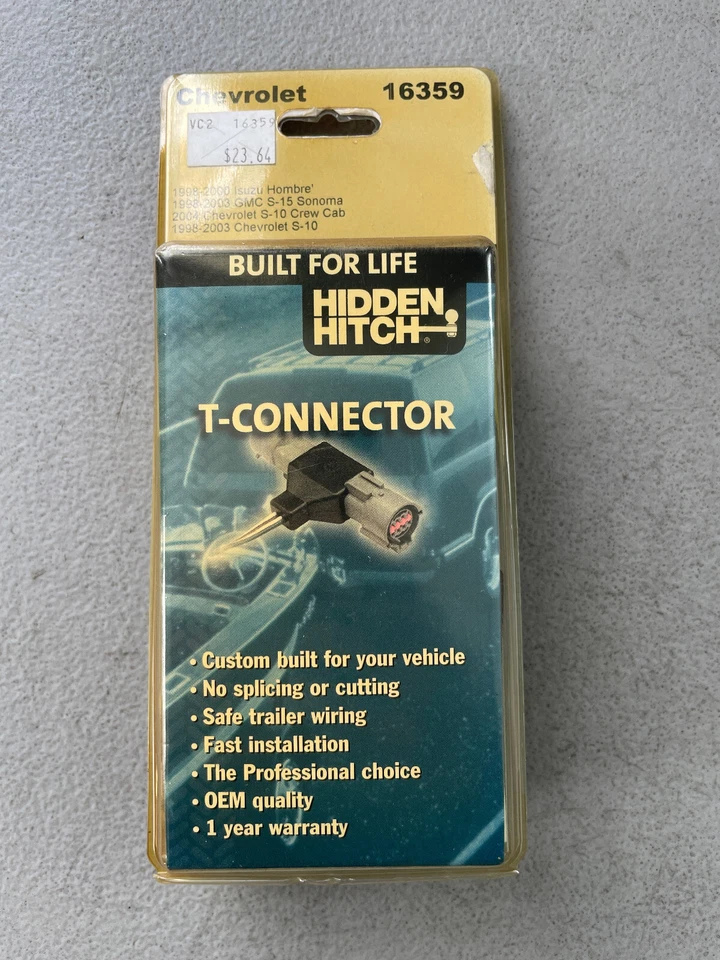 Chevrolet 16359
VC2 16359
$23.64
1998-2000 Isuzu Hombre'
1998-2003 GMC S-15 Sonoma
2004 Chevrolet S-10 Crew Cab
1998-2003 Chevrolet S-10
BUILT FOR LIFE
HIDDEN
HITCH®
T-CONNECTOR
• Custom built for your vehicle
• No splicing or cutting
• Safe trailer wiring
• Fast installation
• The Professional choice
• OEM quality
• 1 year warranty